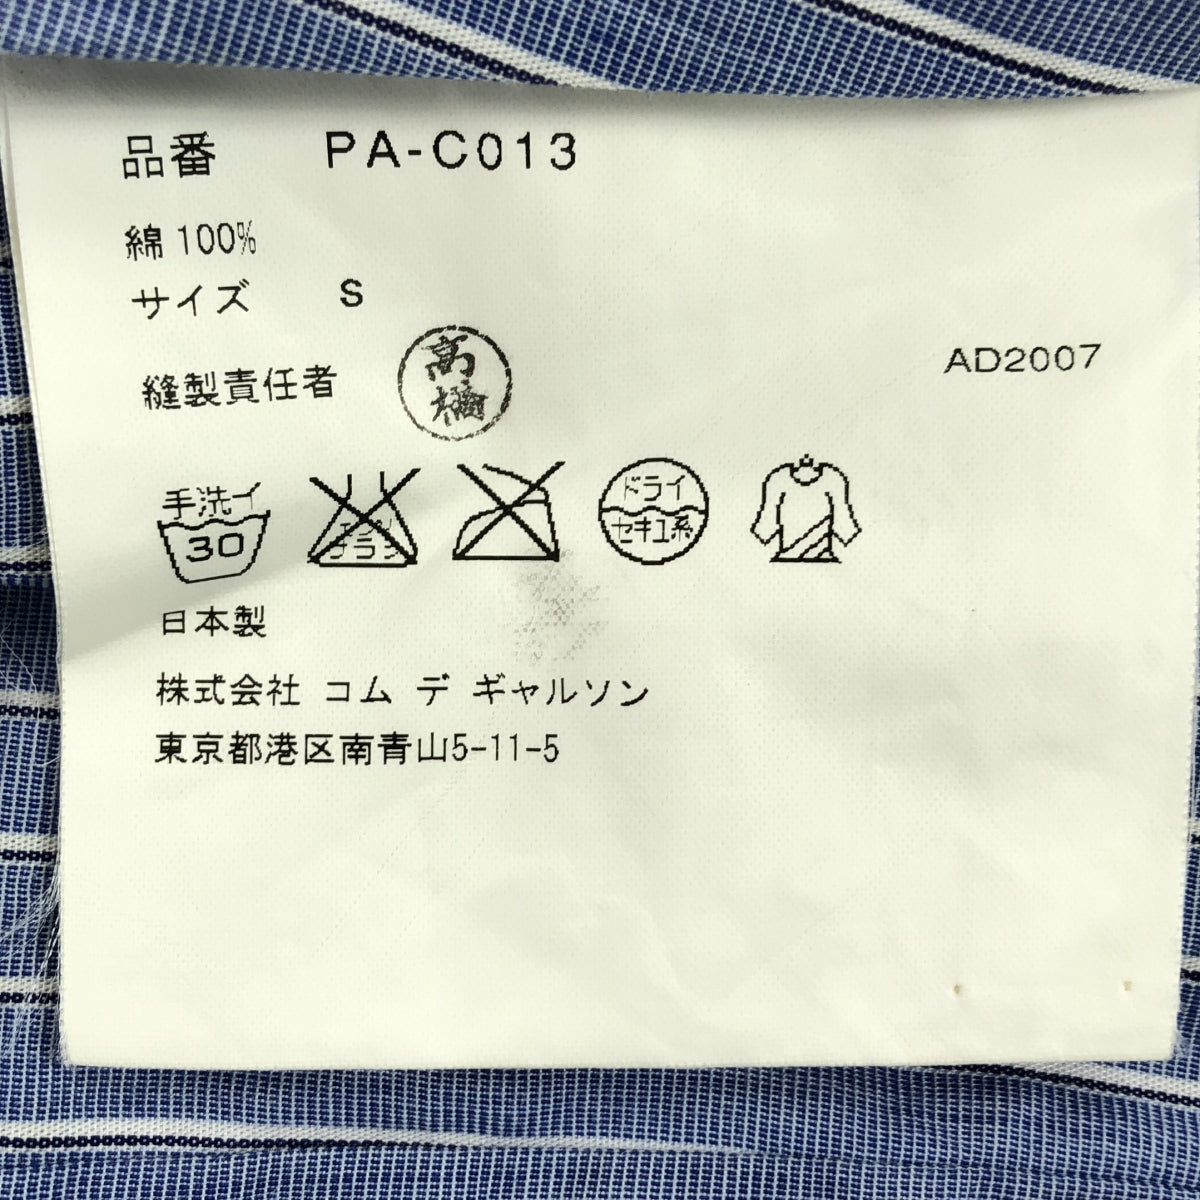 品番 PA-C013
綿 100%
サイズ S
縫製責任者 高橋
AD2007
手洗イ 30 ドライ セキユ系
日本製
株式会社 コム デ ギャルソン
東京都港区南青山5-11-5